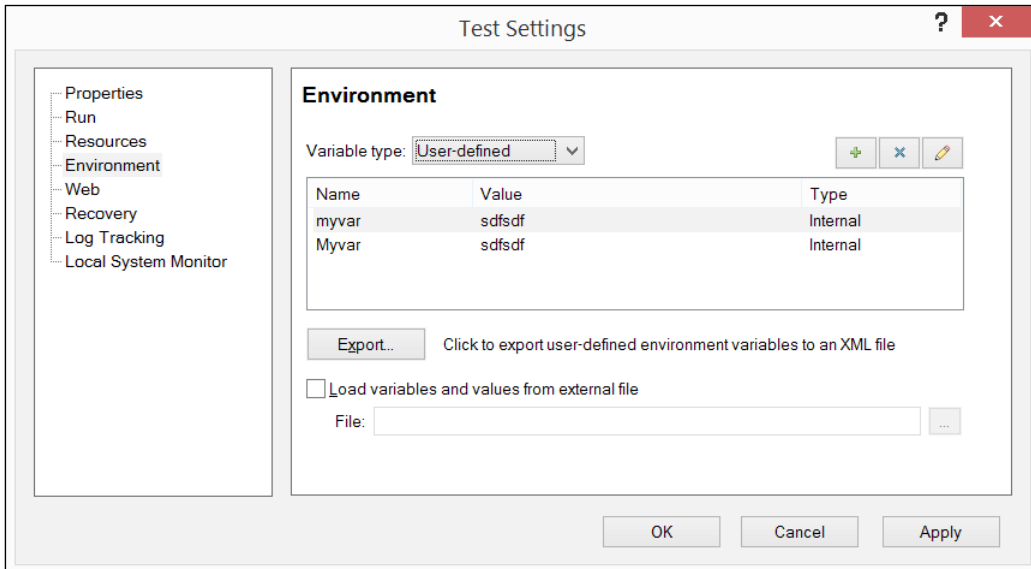 Test Settings
?
×
Properties
Run
Resources
Environment
Web
Recovery
Log Tracking
Local System Monitor
Environment
Variable type: User-defined
Name Value Type
myvar sdfsdf Internal
Myvar sdfsdf Internal
Export... Click to export user-defined environment variables to an XML file
Load variables and values from external file
File: ...
OK Cancel Apply